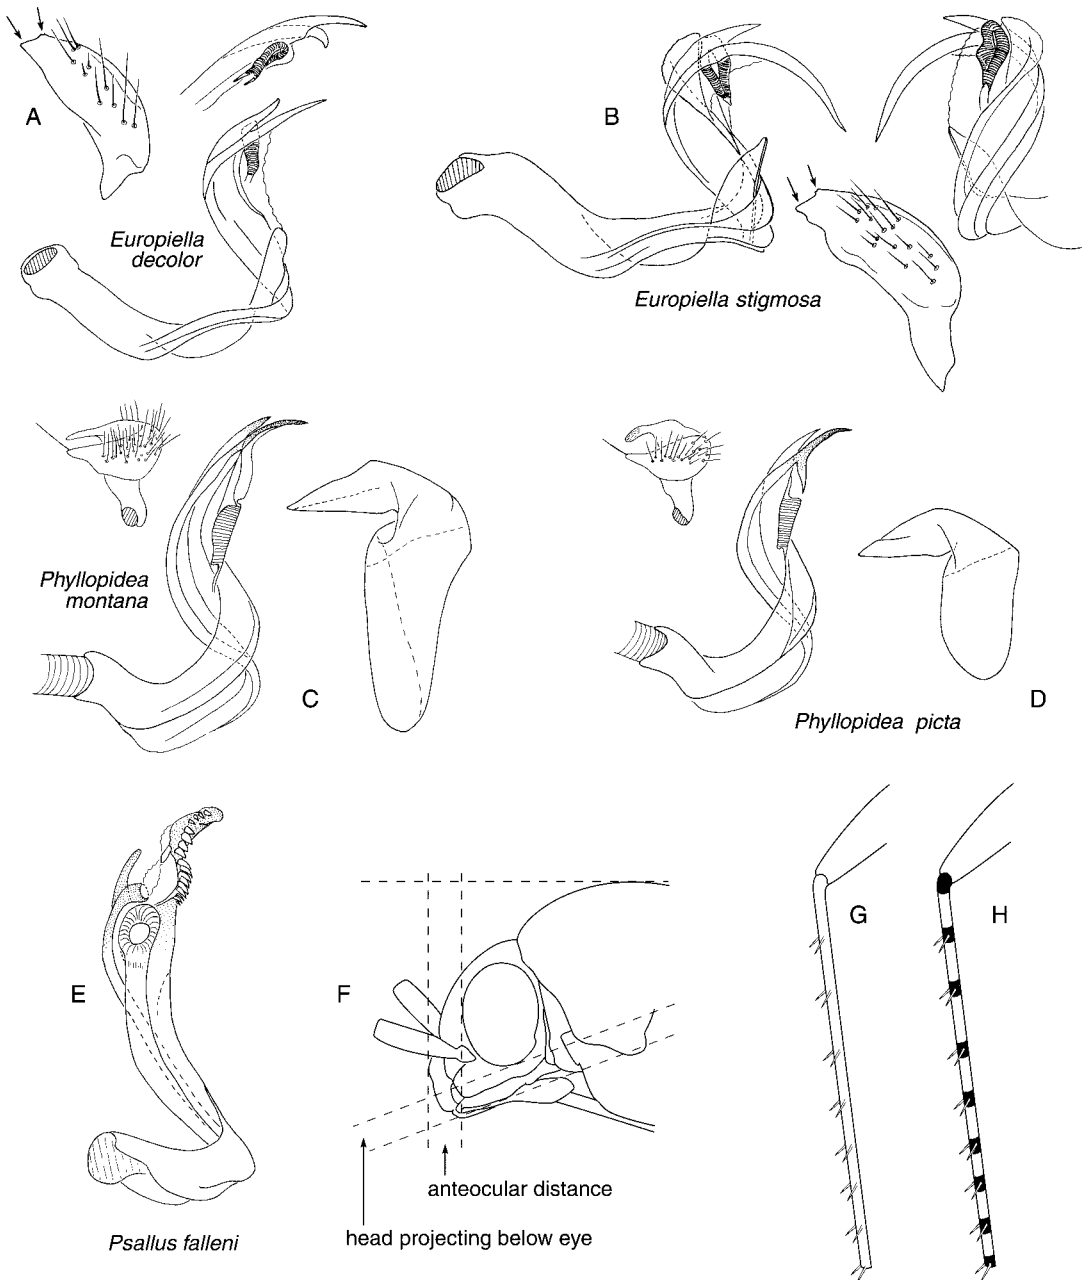 A
Europiella
decolor
B
Europiella stigmosa
Phyllopidea
montana
C
Phyllopidea picta
D
E
Psallus falleni
F
anteocular distance
head projecting below eye
G
H